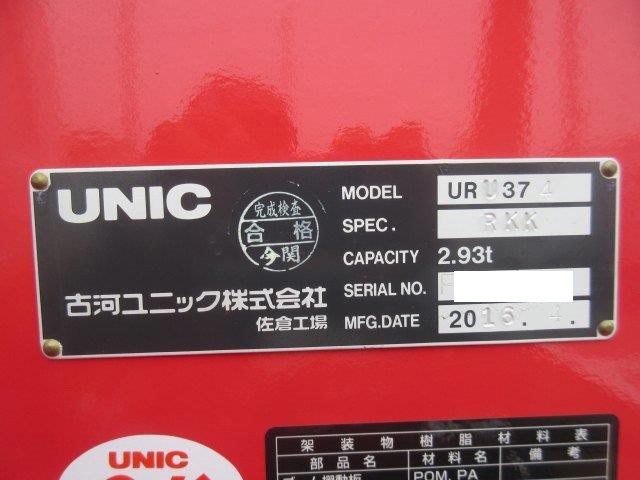 UNIC
完成検査
合格
関
古河ユニック株式会社
佐倉工場
MODEL URU374
SPEC. RKK
CAPACITY 2.93t
SERIAL NO.
MFG.DATE 2016. 4.
架装物樹脂材料表
部品名 材料名 備考
POM, PA
UNIC